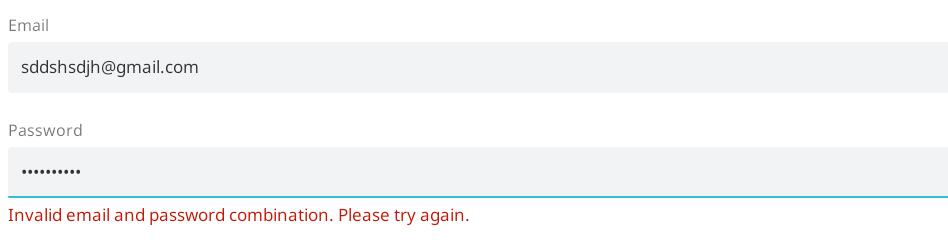 Email
sddshsdjh@gmail.com
Password
••••••••••
Invalid email and password combination. Please try again.